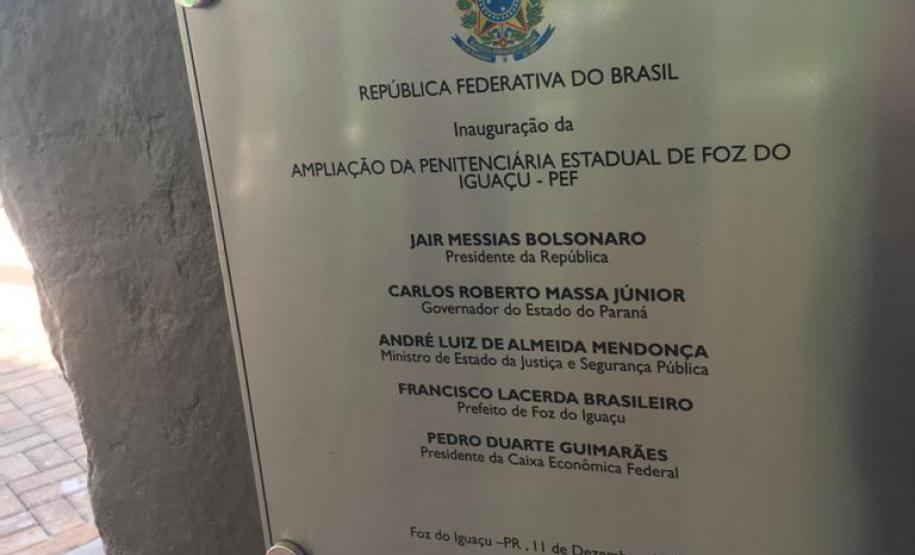 REPÚBLICA FEDERATIVA DO BRASIL
Inauguração da
AMPLIAÇÃO DA PENITENCIÁRIA ESTADUAL DE FOZ DO
IGUAÇU - PEF
JAIR MESSIAS BOLSONARO
Presidente da República
CARLOS ROBERTO MASSA JÚNIOR
Governador do Estado do Paraná
ANDRÉ LUIZ DE ALMEIDA MENDONÇA
Ministro de Estado da Justiça e Segurança Pública
FRANCISCO LACERDA BRASILEIRO
Prefeito de Foz do Iguaçu
PEDRO DUARTE GUIMARÃES
Presidente da Caixa Econômica Federal
Foz do Iguaçu –PR , 11 de